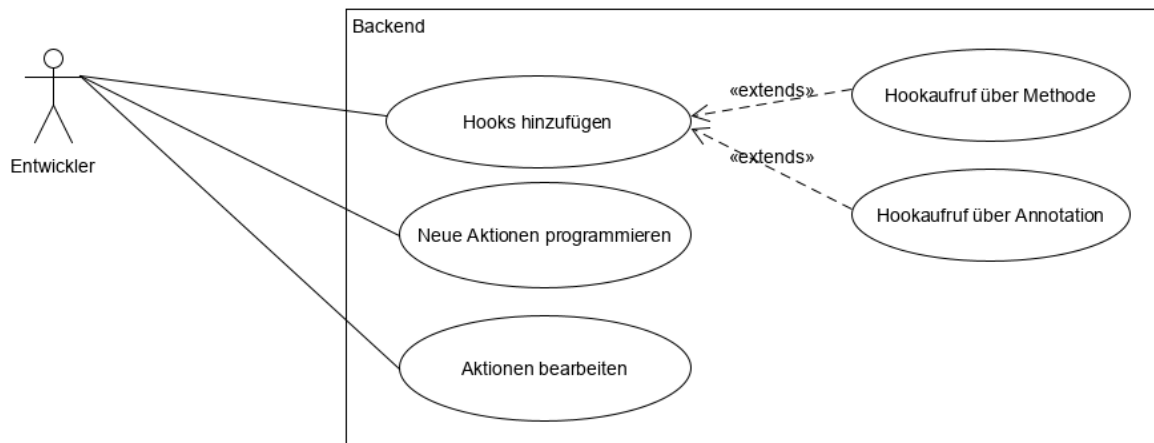 Backend
«extends»
Hookaufruf über Methode
Hooks hinzufügen
Entwickler
«extends»
Hookaufruf über Annotation
Neue Aktionen programmieren
Aktionen bearbeiten